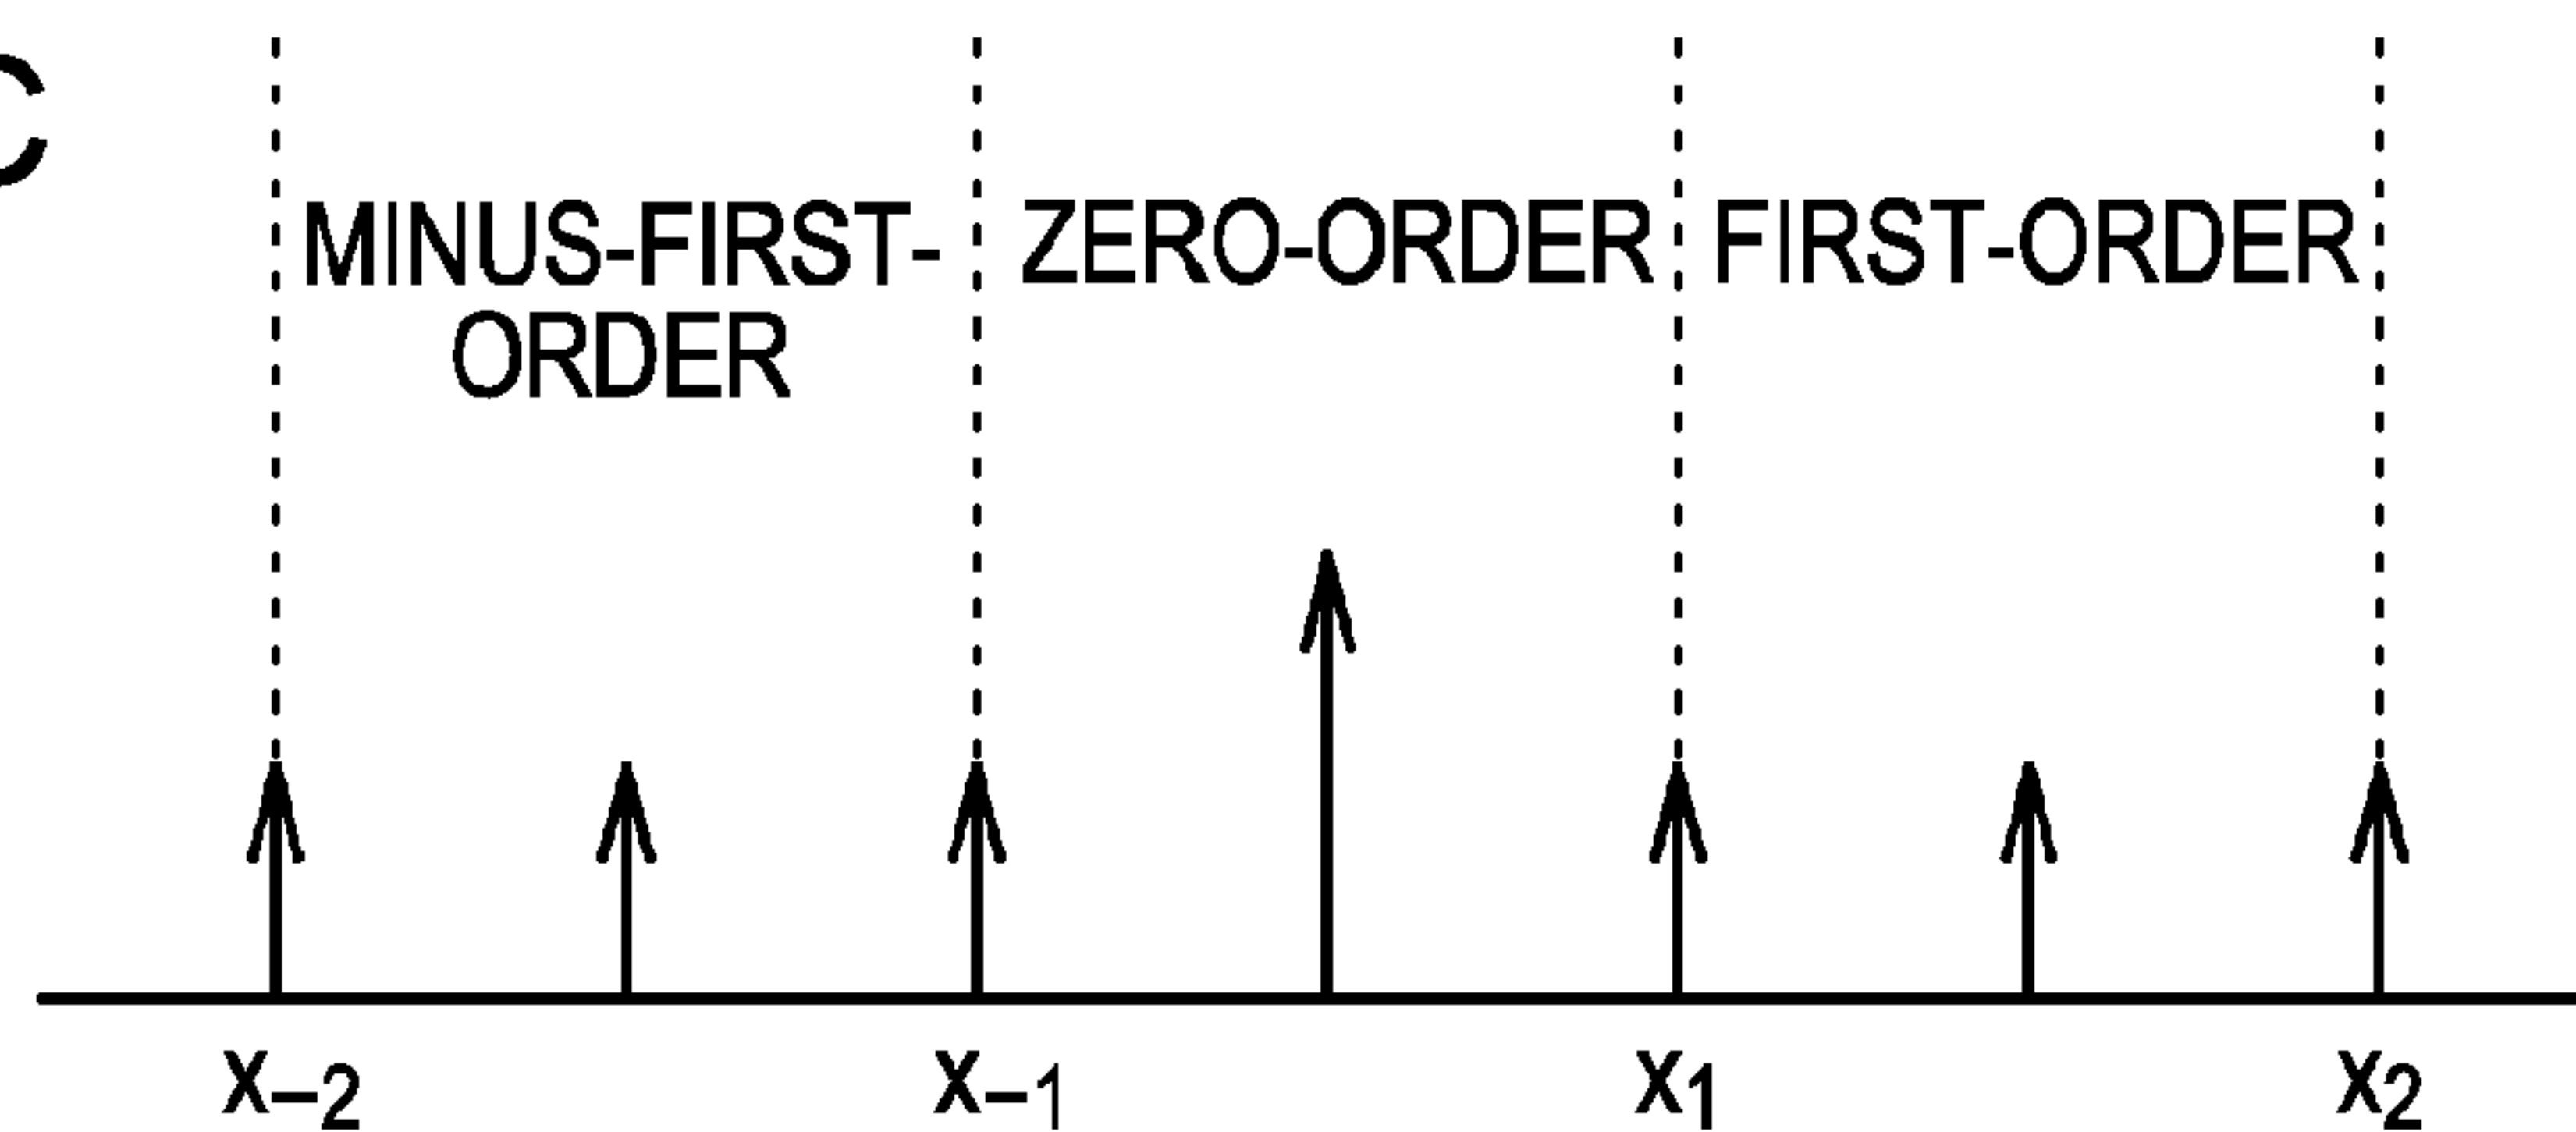 C
MINUS-FIRST-
ORDER
ZERO-ORDER
FIRST-ORDER
x–2 x–1 x1 x2